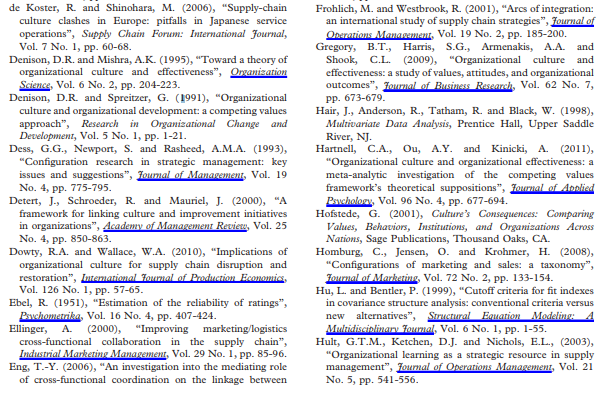 de Koster, R. and Shinohara, M. (2006), “Supply-chain
culture clashes in Europe: pitfalls in Japanese service
operations”, Supply Chain Forum: International Journal,
Vol. 7 No. 1, pp. 60-68.
Denison, D.R. and Mishra, A.K. (1995), “Toward a theory of
organizational culture and effectiveness”, Organization
Science, Vol. 6 No. 2, pp. 204-223.
Denison, D.R. and Spreitzer, G. (1991), “Organizational
culture and organizational development: a competing values
approach”, Research in Organizational Change and
Development, Vol. 5 No. 1, pp. 1-21.
Dess, G.G., Newport, S. and Rasheed, A.M.A. (1993),
“Configuration research in strategic management: key
issues and suggestions”, Journal of Management, Vol. 19
No. 4, pp. 775-795.
Detert, J., Schroeder, R. and Mauriel, J. (2000), “A
framework for linking culture and improvement initiatives
in organizations”, Academy of Management Review, Vol. 25
No. 4, pp. 850-863.
Dowty, R.A. and Wallace, W.A. (2010), “Implications of
organizational culture for supply chain disruption and
restoration”, International Journal of Production Economics,
Vol. 126 No. 1, pp. 57-65.
Ebel, R. (1951), “Estimation of the reliability of ratings”,
Psychometrika, Vol. 16 No. 4, pp. 407-424.
Ellinger, A. (2000), “Improving marketing/logistics
cross-functional collaboration in the supply chain”,
Industrial Marketing Management, Vol. 29 No. 1, pp. 85-96.
Eng, T.-Y. (2006), “An investigation into the mediating role
of cross-functional coordination on the linkage between
Frohlich, M. and Westbrook, R. (2001), “Arcs of integration:
an international study of supply chain strategies”, Journal of
Operations Management, Vol. 19 No. 2, pp. 185-200.
Gregory, B.T., Harris, S.G., Armenakis, A.A. and
Shook, C.L. (2009), “Organizational culture and
effectiveness: a study of values, attitudes, and organizational
outcomes”, Journal of Business Research, Vol. 62 No. 7,
pp. 673-679.
Hair, J., Anderson, R., Tatham, R. and Black, W. (1998),
Multivariate Data Analysis, Prentice Hall, Upper Saddle
River, NJ.
Hartnell, C.A., Ou, A.Y. and Kinicki, A. (2011),
“Organizational culture and organizational effectiveness: a
meta-analytic investigation of the competing values
framework’s theoretical suppositions”, Journal of Applied
Psychology, Vol. 96 No. 4, pp. 677-694.
Hofstede, G. (2001), Culture’s Consequences: Comparing
Values, Behaviors, Institutions, and Organizations Across
Nations, Sage Publications, Thousand Oaks, CA.
Homburg, C., Jensen, O. and Krohmer, H. (2008),
“Configurations of marketing and sales: a taxonomy”,
Journal of Marketing, Vol. 72 No. 2, pp. 133-154.
Hu, L. and Bentler, P. (1999), “Cutoff criteria for fit indexes
in covariance structure analysis: conventional criteria versus
new alternatives”, Structural Equation Modeling: A
Multidisciplinary Journal, Vol. 6 No. 1, pp. 1-55.
Hult, G.T.M., Ketchen, D.J. and Nichols, E.L., (2003),
“Organizational learning as a strategic resource in supply
management”, Journal of Operations Management, Vol. 21
No. 5, pp. 541-556.